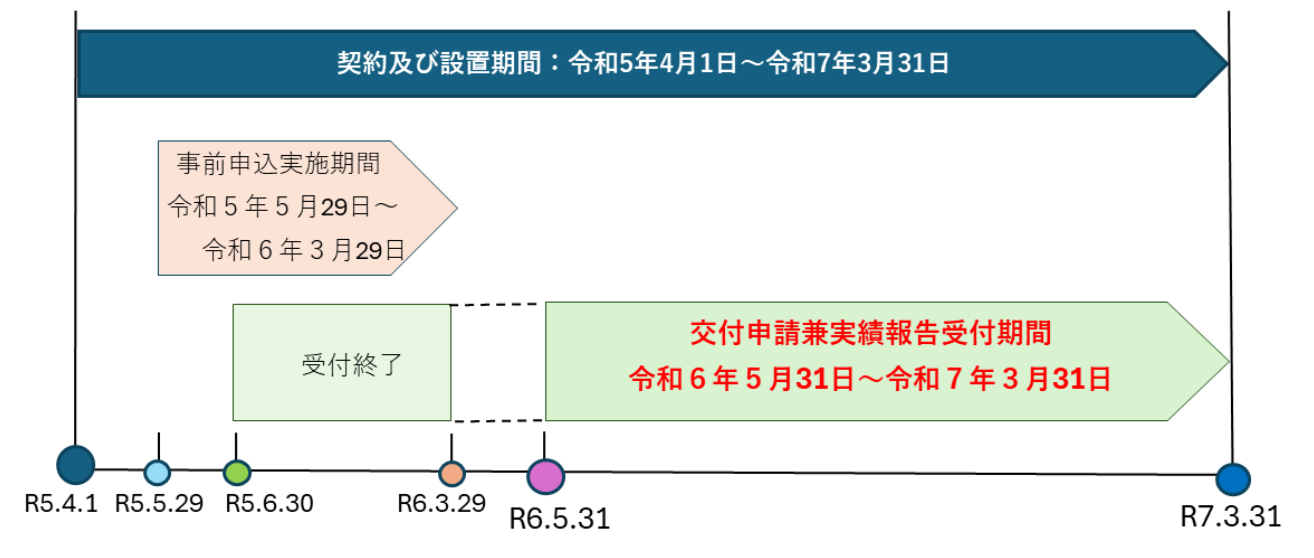 契約及び設置期間：令和5年4月1日～令和7年3月31日
事前申込実施期間
令和５年５月29日～
令和６年３月29日
受付終了
交付申請兼実績報告受付期間
令和６年５月31日～令和７年３月31日
R5.4.1
R5.5.29
R5.6.30
R6.3.29
R6.5.31
R7.3.31